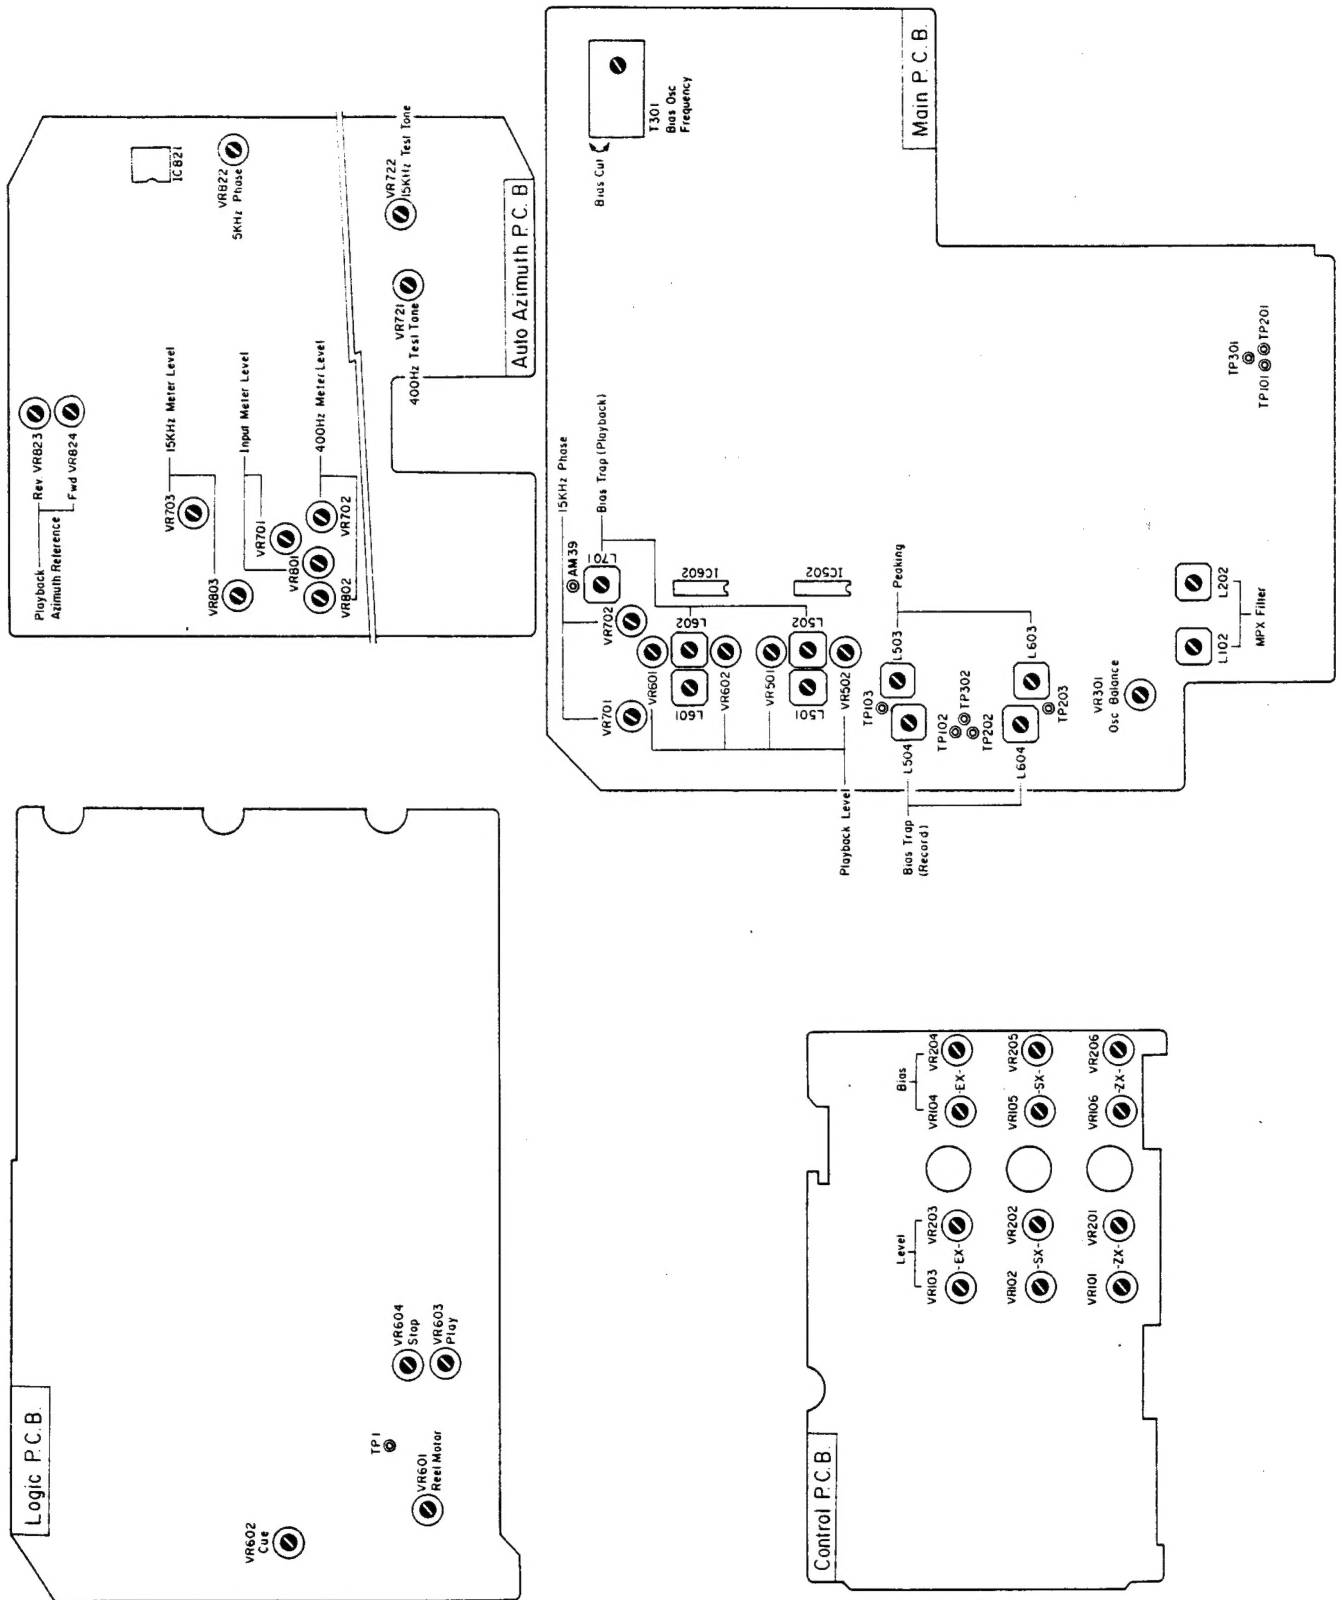 Logic P.C.B.
VR602
Cue
TP1
VR601
Reel Motor
VR604
Stop
VR603
Play
Playback
Azimuth Reference
Rev VR823
Fwd VR824
VR703
15KHz Meter Level
VR803
VR701
Input Meter Level
VR801
VR802
VR702
400Hz Meter Level
IC821
VR822
5KHz Phase
VR722
15KHz Test Tone
VR721
400Hz Test Tone
Auto Azimuth P.C.B
Control P.C.B.
Level
VR103
-EX-
VR203
VR102
-SX-
VR202
VR101
-ZX-
VR201
Bias
VR104
-EX-
VR204
VR105
-SX-
VR205
VR106
-ZX-
VR206
Main P.C.B.
T301
Bias Osc
Frequency
Bias Cut
15KHz Phase
AM39
Bias Trap (Playback)
L701
VR702
VR701
VR601
L602
L601
VR602
IC602
VR501
L502
L501
VR502
IC502
Playback Level
L503
Peaking
TP103
L504
TP102
TP302
TP202
L603
L604
TP203
Bias Trap
(Record)
VR301
Osc Balance
L102
L202
MPX Filter
TP301
TP101
TP201